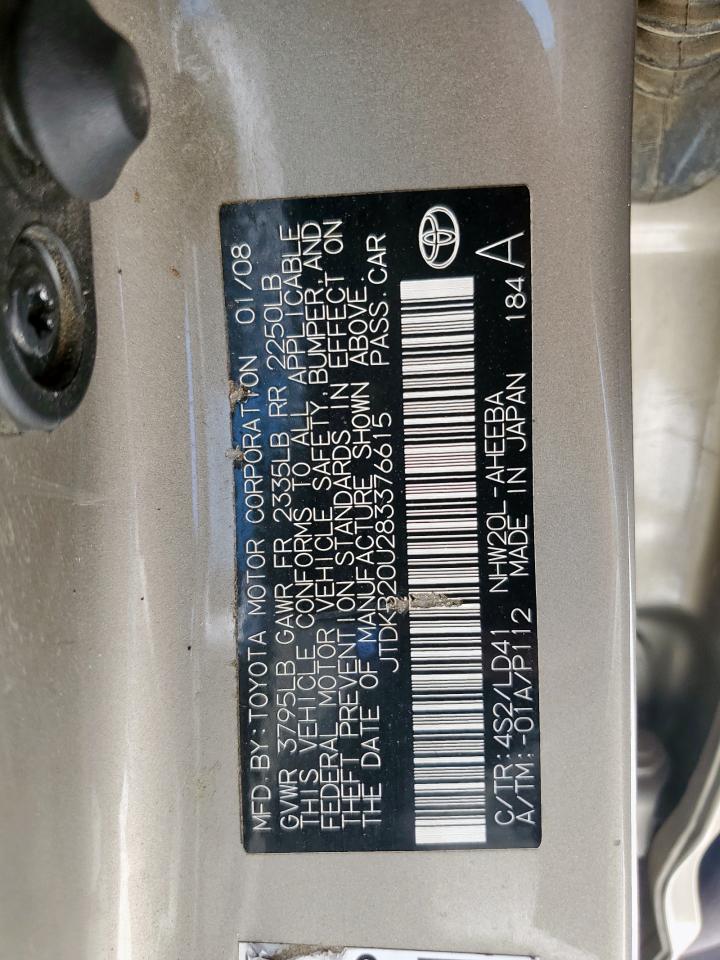 MFD.BY:TOYOTA MOTOR CORPORATION 01/08
GVWR 3795LB GAWR FR 2335LB RR 2250LB
THIS VEHICLE CONFORMS TO ALL APPLICABLE
FEDERAL MOTOR VEHICLE SAFETY,BUMPER,AND
THEFT PREVENTION STANDARDS IN EFFECT ON
THE DATE OF MANUFACTURE SHOWN ABOVE.
JTDKB20U283376615 PASS.CAR
C/TR:4S2/LD41 NHW20L-AHEEBA
A/TM:-01A/P112 MADE IN JAPAN 184A